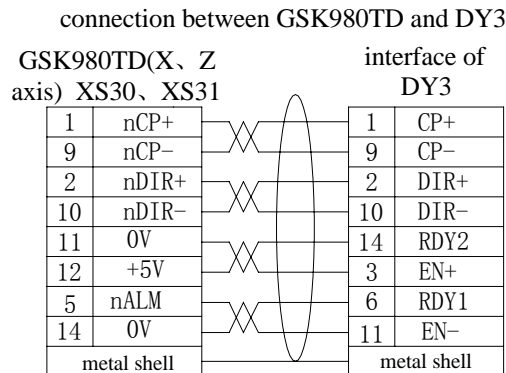 connection between GSK980TD and DY3
GSK980TD(X、Z
axis) XS30、XS31
interface of
DY3
1 nCP+ 1 CP+
9 nCP- 9 CP-
2 nDIR+ 2 DIR+
10 nDIR- 10 DIR-
11 0V 14 RDY2
12 +5V 3 EN+
5 nALM 6 RDY1
14 0V 11 EN-
metal shell metal shell